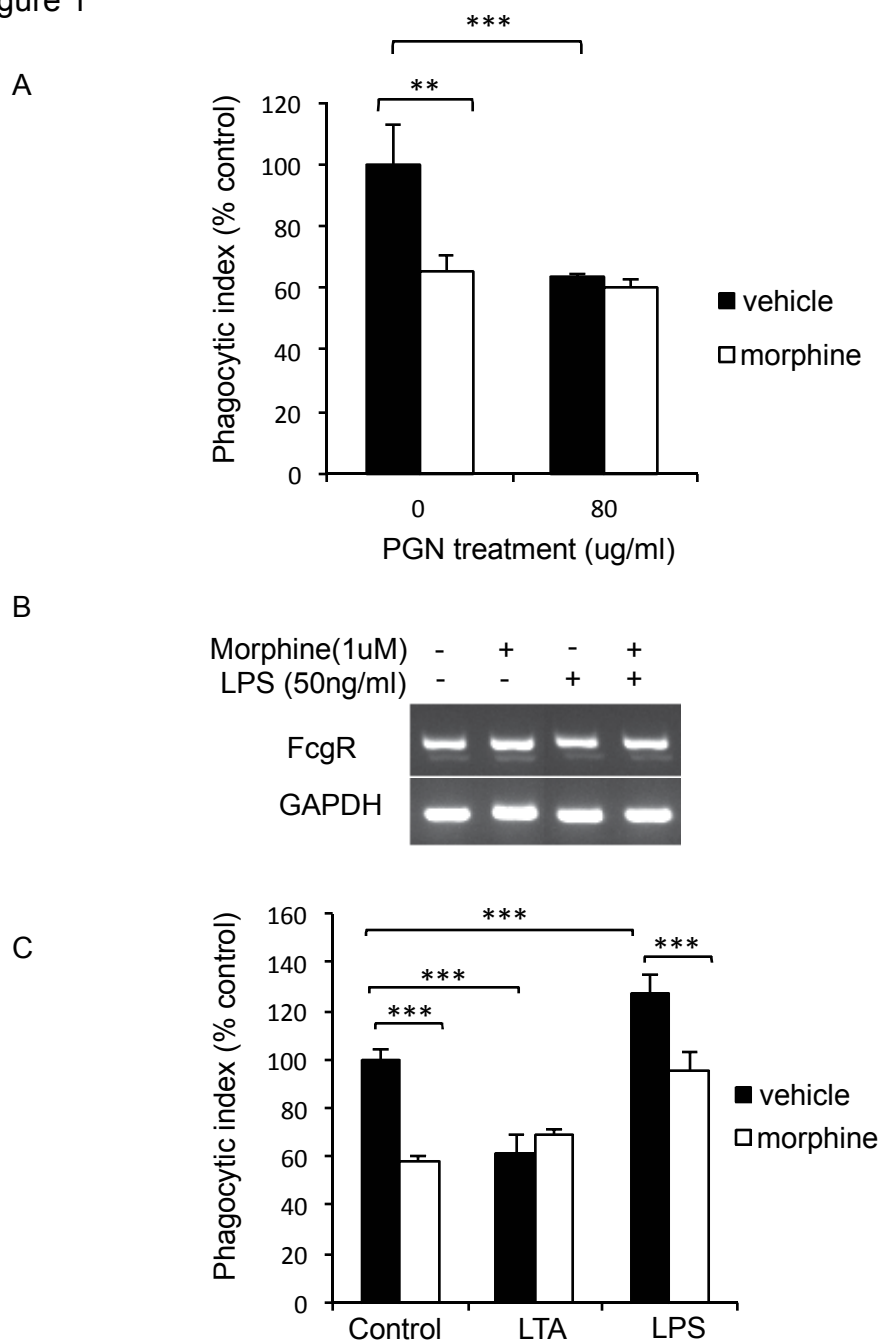 gure 1
A
***
**
Phagocytic index (% control)
120
100
80
60
40
20
0
0 80
PGN treatment (ug/ml)
vehicle
morphine
B
Morphine(1uM) - + - +
LPS (50ng/ml) - - + +
FcgR
GAPDH
C
Phagocytic index (% control)
160
140
120
100
80
60
40
20
0
***
***
***
***
Control LTA LPS
vehicle
morphine